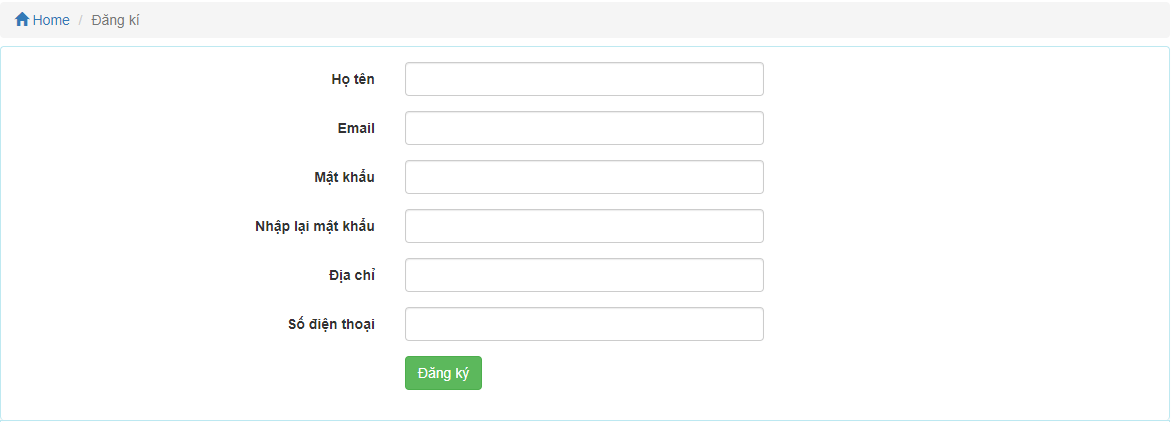 Home / Đăng kí
Họ tên
Email
Mật khẩu
Nhập lại mật khẩu
Địa chỉ
Số điện thoại
Đăng ký